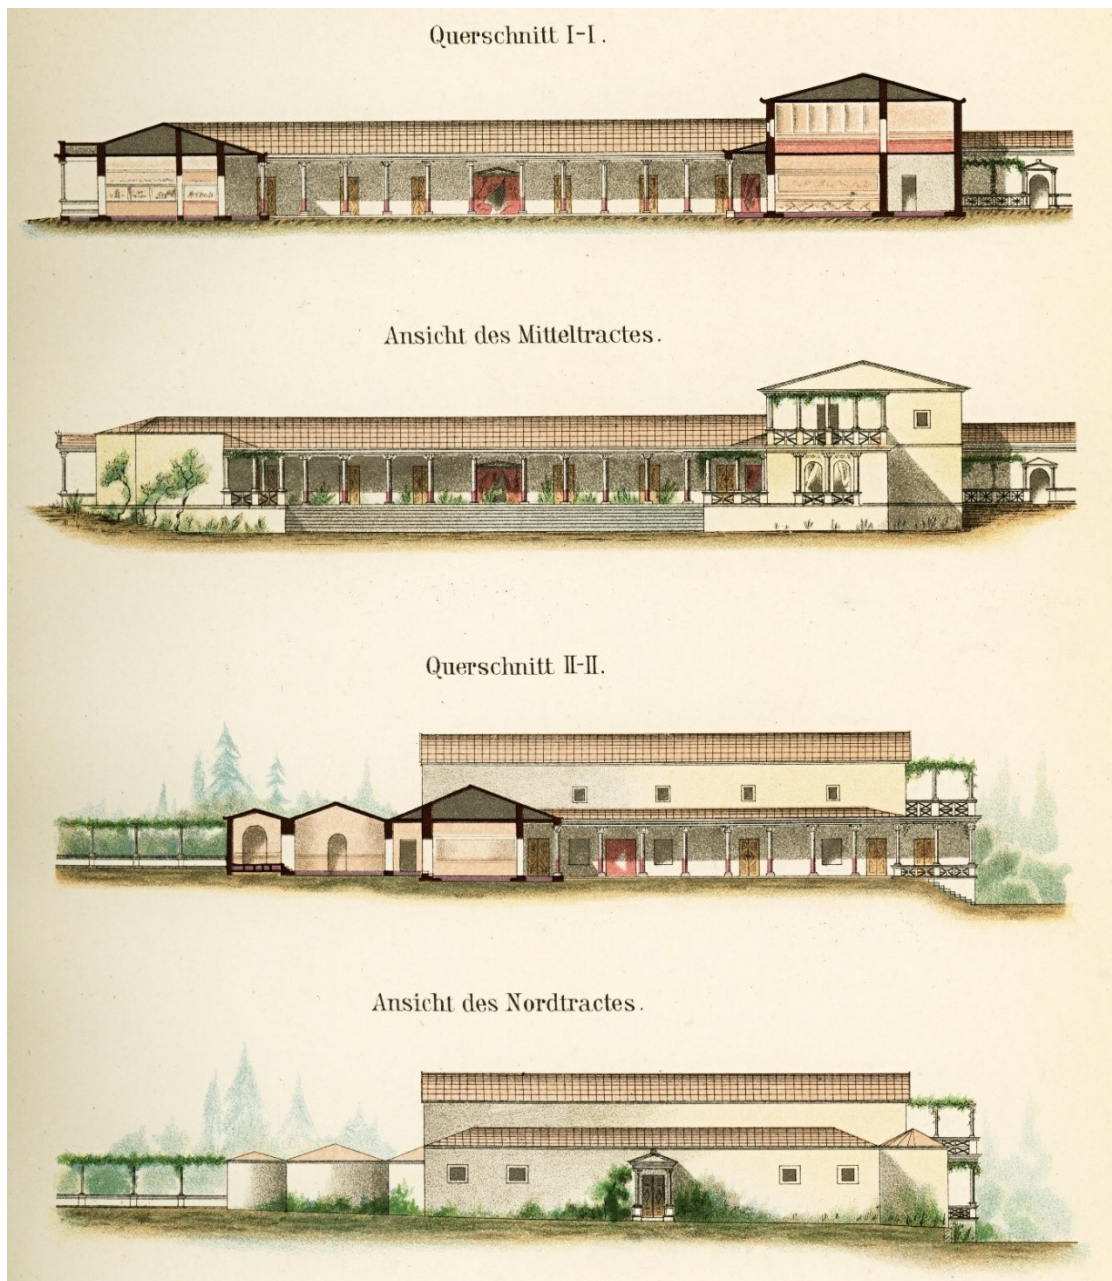 Querschnitt I-I.
Ansicht des Mitteltractes.
Querschnitt II-II.
Ansicht des Nordtractes.